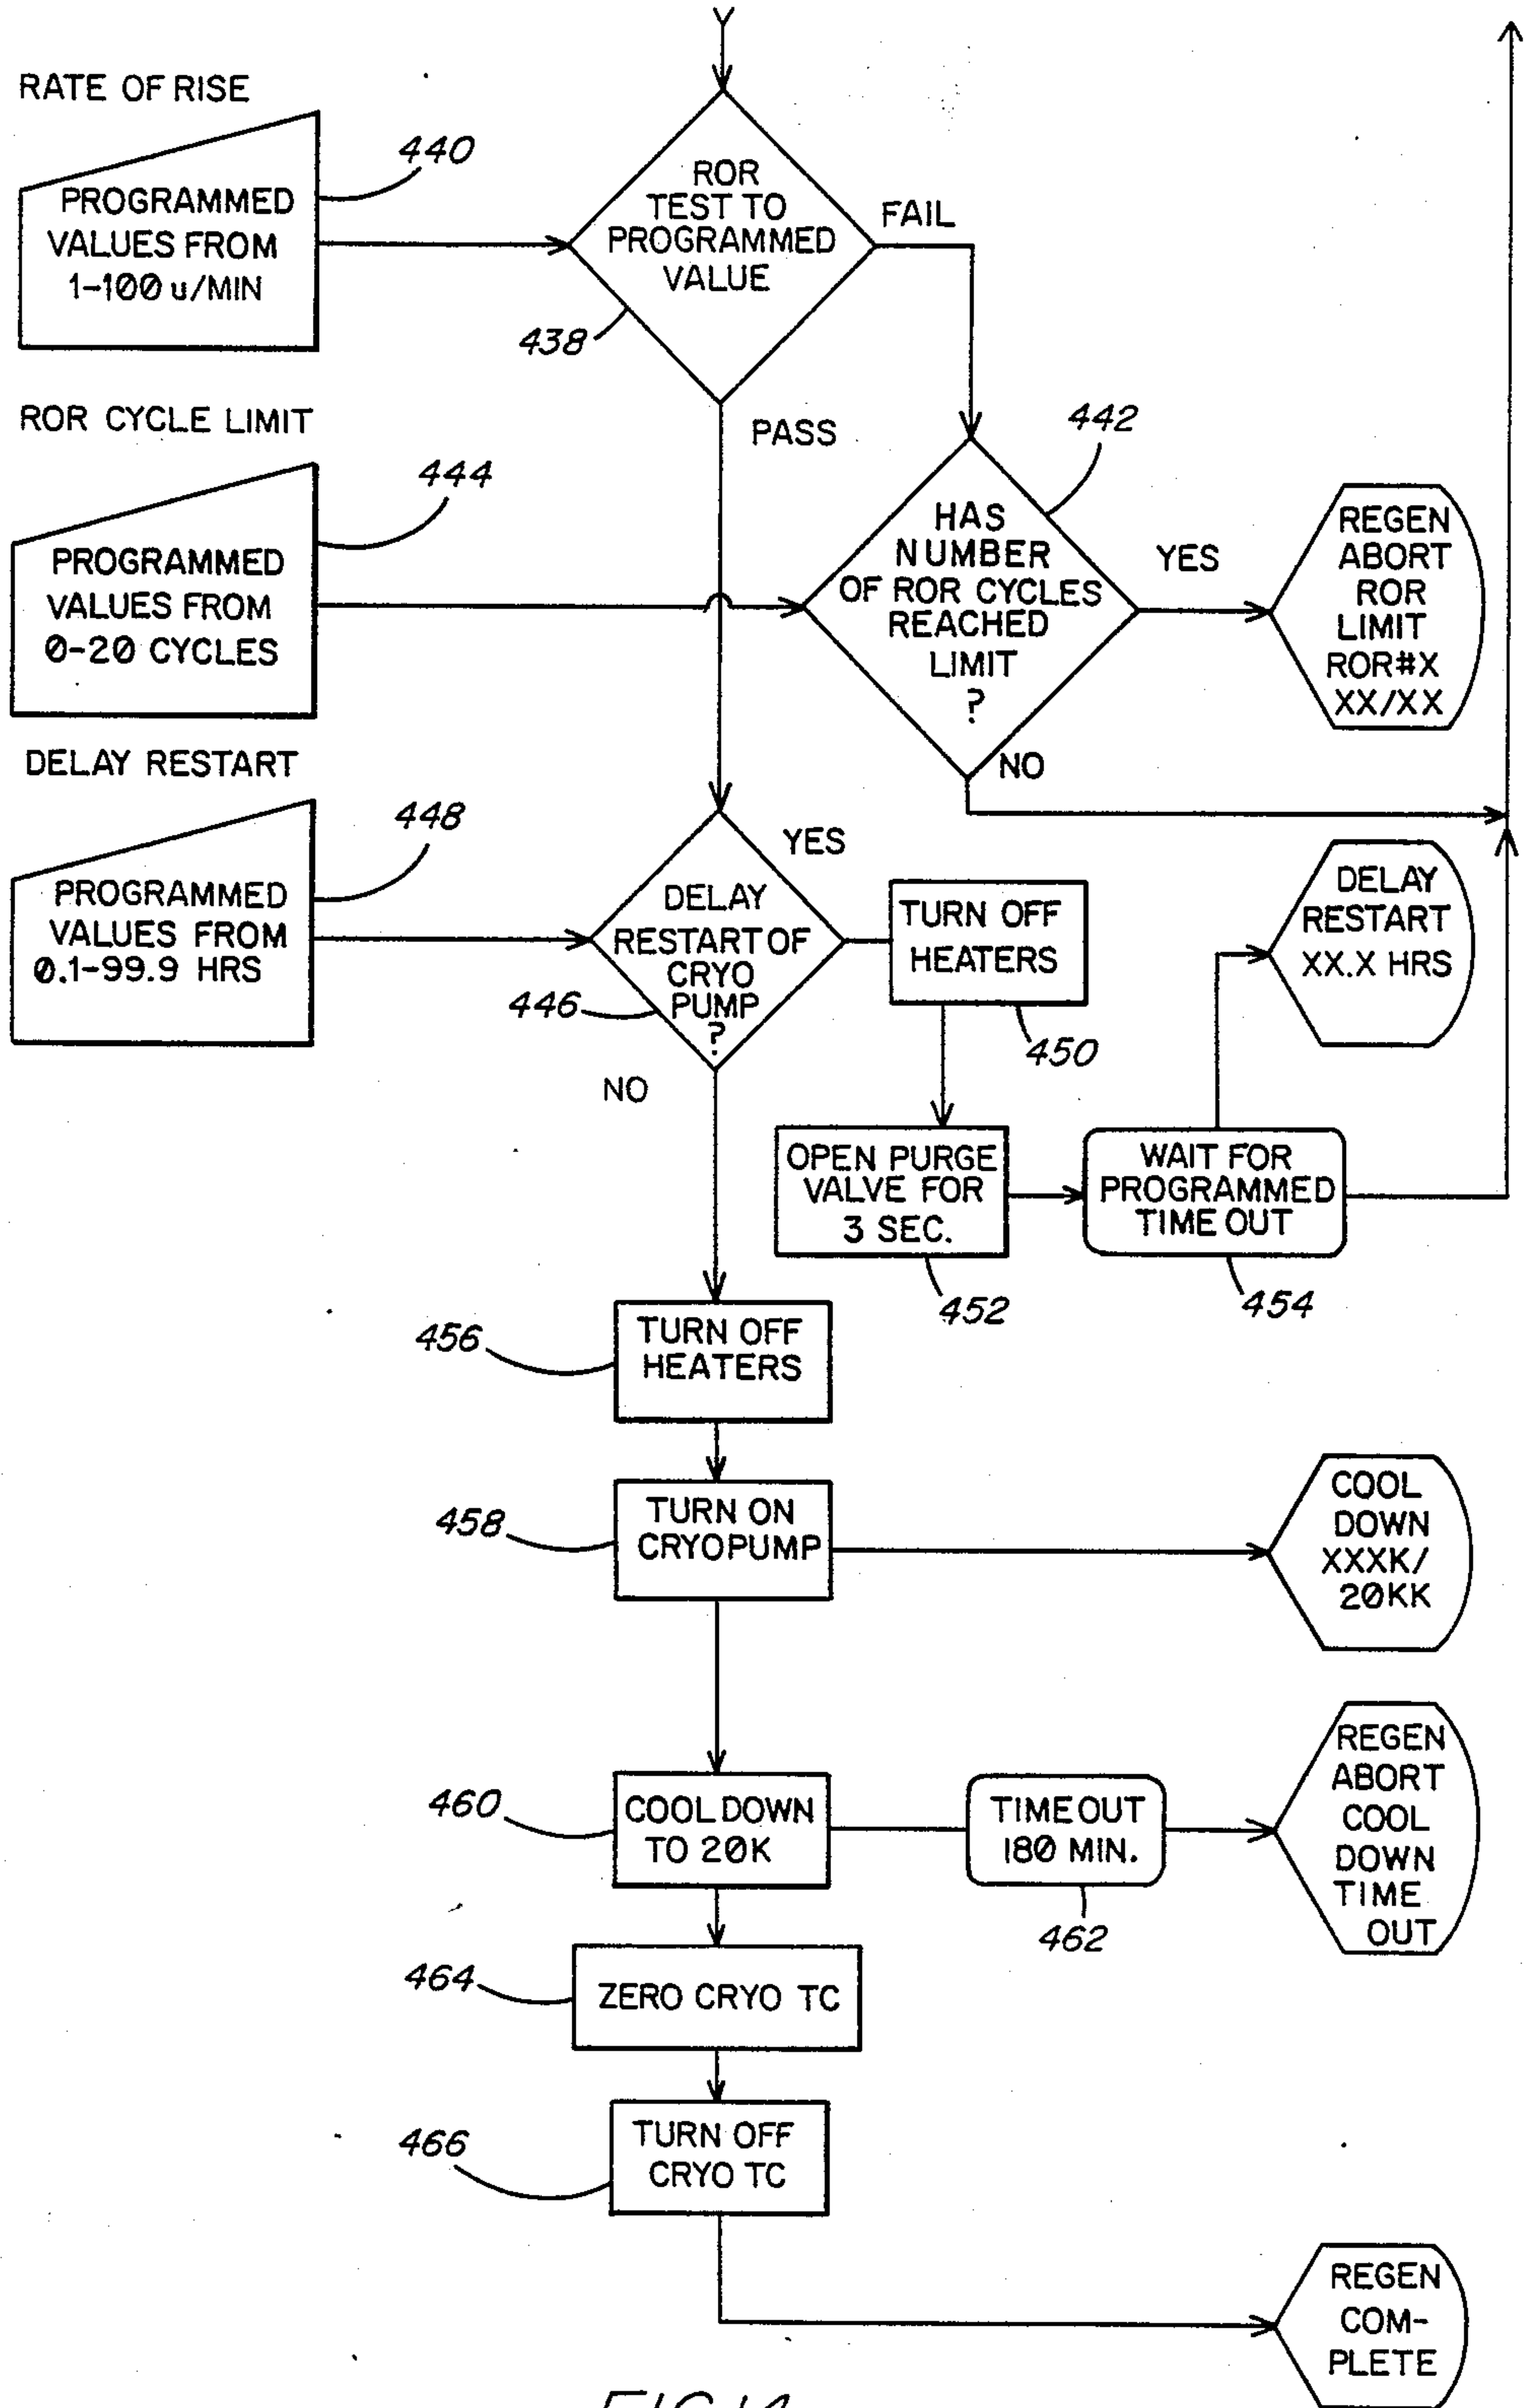 RATE OF RISE
PROGRAMMED
VALUES FROM
1-100 u/MIN
440
ROR
TEST TO
PROGRAMMED
VALUE
438
FAIL
PASS
ROR CYCLE LIMIT
PROGRAMMED
VALUES FROM
0-20 CYCLES
444
HAS
NUMBER
OF ROR CYCLES
REACHED
LIMIT
?
442
YES
NO
REGEN
ABORT
ROR
LIMIT
ROR#X
XX/XX
DELAY RESTART
PROGRAMMED
VALUES FROM
0.1-99.9 HRS
448
DELAY
RESTART OF
CRYO
PUMP
?
446
YES
NO
TURN OFF
HEATERS
450
OPEN PURGE
VALVE FOR
3 SEC.
452
WAIT FOR
PROGRAMMED
TIME OUT
454
DELAY
RESTART
XX.X HRS
456
TURN OFF
HEATERS
458
TURN ON
CRYOPUMP
COOL
DOWN
XXXK/
20KK
460
COOL DOWN
TO 20K
TIME OUT
180 MIN.
462
REGEN
ABORT
COOL
DOWN
TIME
OUT
464
ZERO CRYO TC
466
TURN OFF
CRYO TC
REGEN
COM-
PLETE